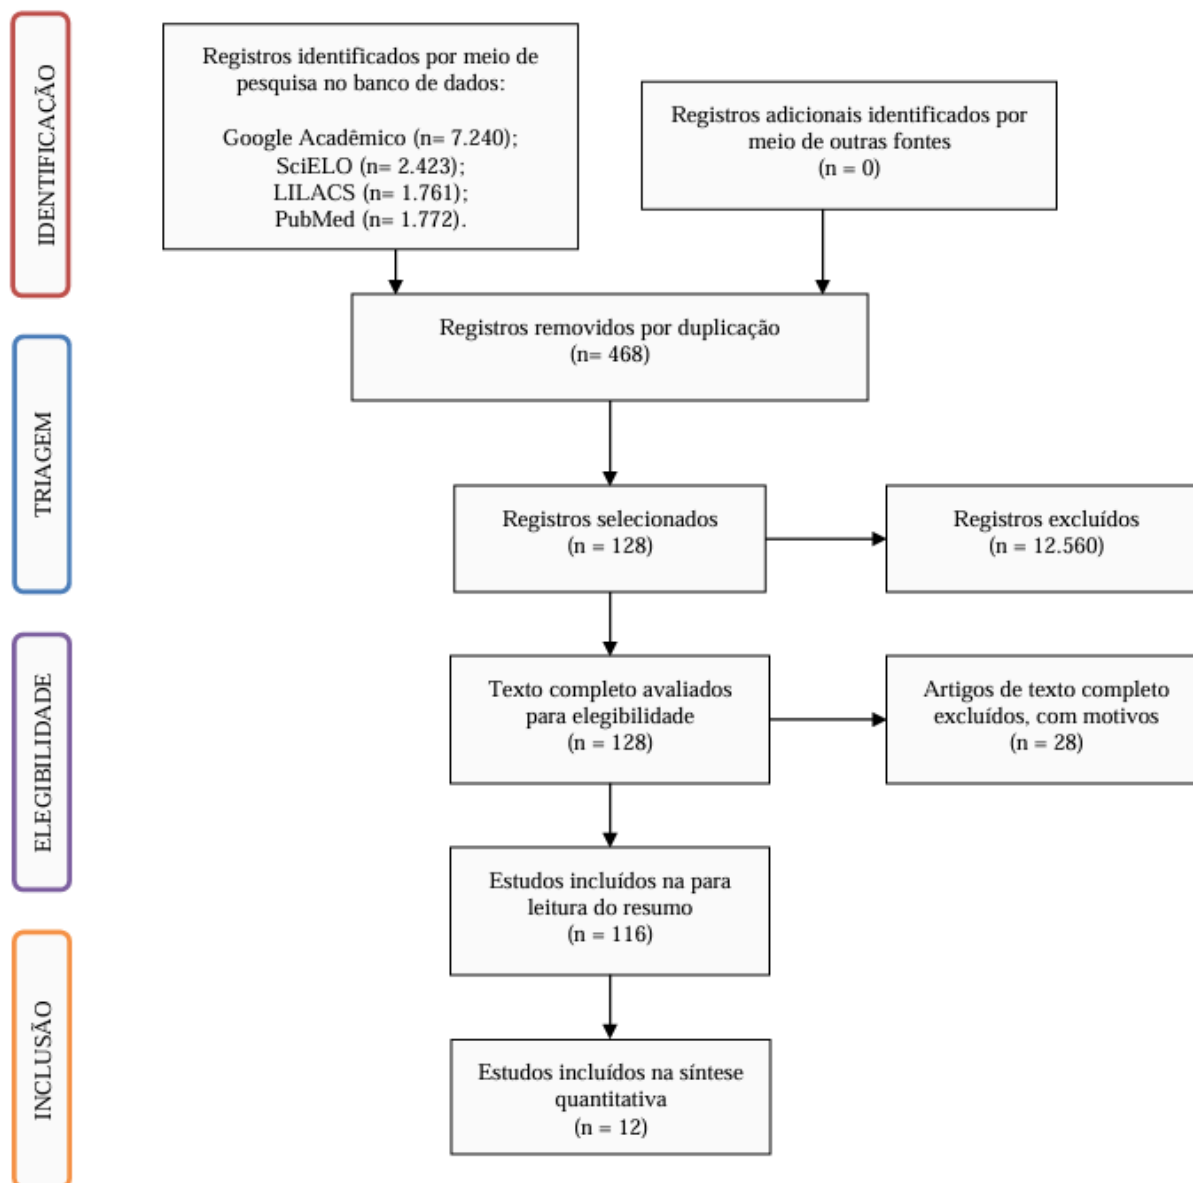 IDENTIFICAÇÃO
Registros identificados por meio de
pesquisa no banco de dados:
Google Acadêmico (n= 7.240);
SciELO (n= 2.423);
LILACS (n= 1.761);
PubMed (n= 1.772).
Registros adicionais identificados por
meio de outras fontes
(n = 0)
TRIAGEM
Registros removidos por duplicação
(n= 468)
Registros selecionados
(n = 128)
Registros excluídos
(n = 12.560)
ELEGIBILIDADE
Texto completo avaliados
para elegibilidade
(n = 128)
Artigos de texto completo
excluídos, com motivos
(n = 28)
Estudos incluídos na para
leitura do resumo
(n = 116)
INCLUSÃO
Estudos incluídos na síntese
quantitativa
(n = 12)